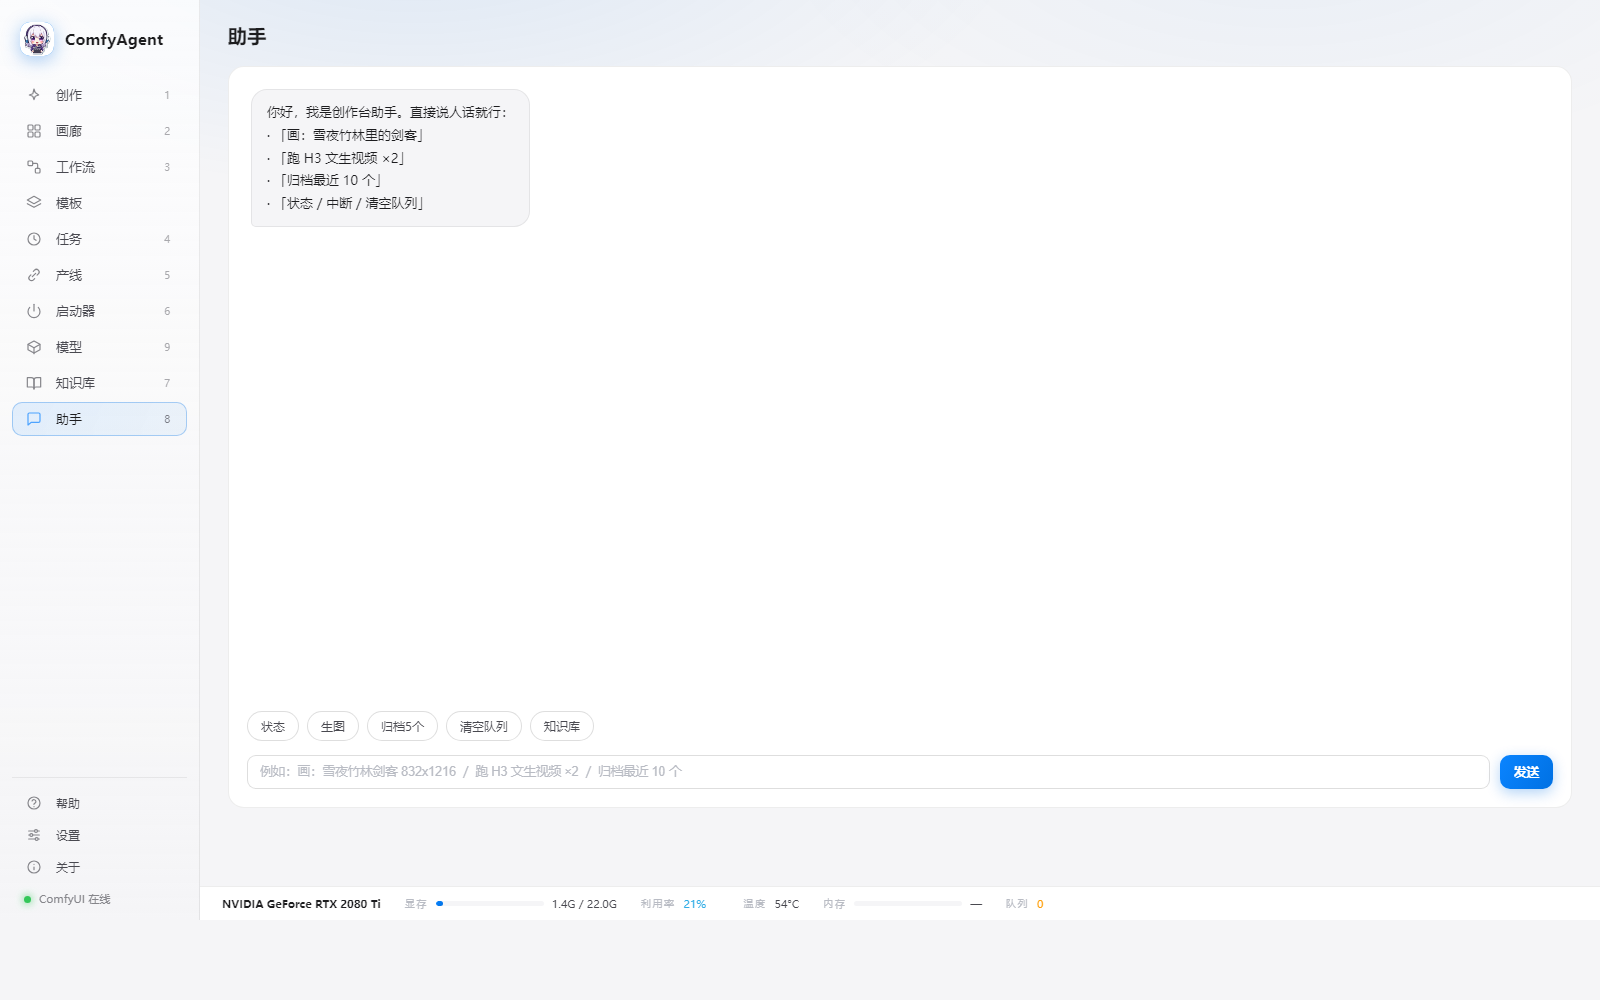 ComfyAgent
创作 1
画廊 2
工作流 3
模板
任务 4
产线 5
启动器 6
模型 9
知识库 7
助手 8
帮助
设置
关于
ComfyUI 在线
助手
你好，我是创作台助手。直接说人话就行：
· 「画：雪夜竹林里的剑客」
· 「跑 H3 文生视频 ×2」
· 「归档最近 10 个」
· 「状态 / 中断 / 清空队列」
状态 生图 归档5个 清空队列 知识库
例如：画：雪夜竹林剑客 832x1216 / 跑 H3 文生视频 ×2 / 归档最近 10 个
发送
NVIDIA GeForce RTX 2080 Ti 显存 1.4G / 22.0G 利用率 21% 温度 54°C 内存 — 队列 0